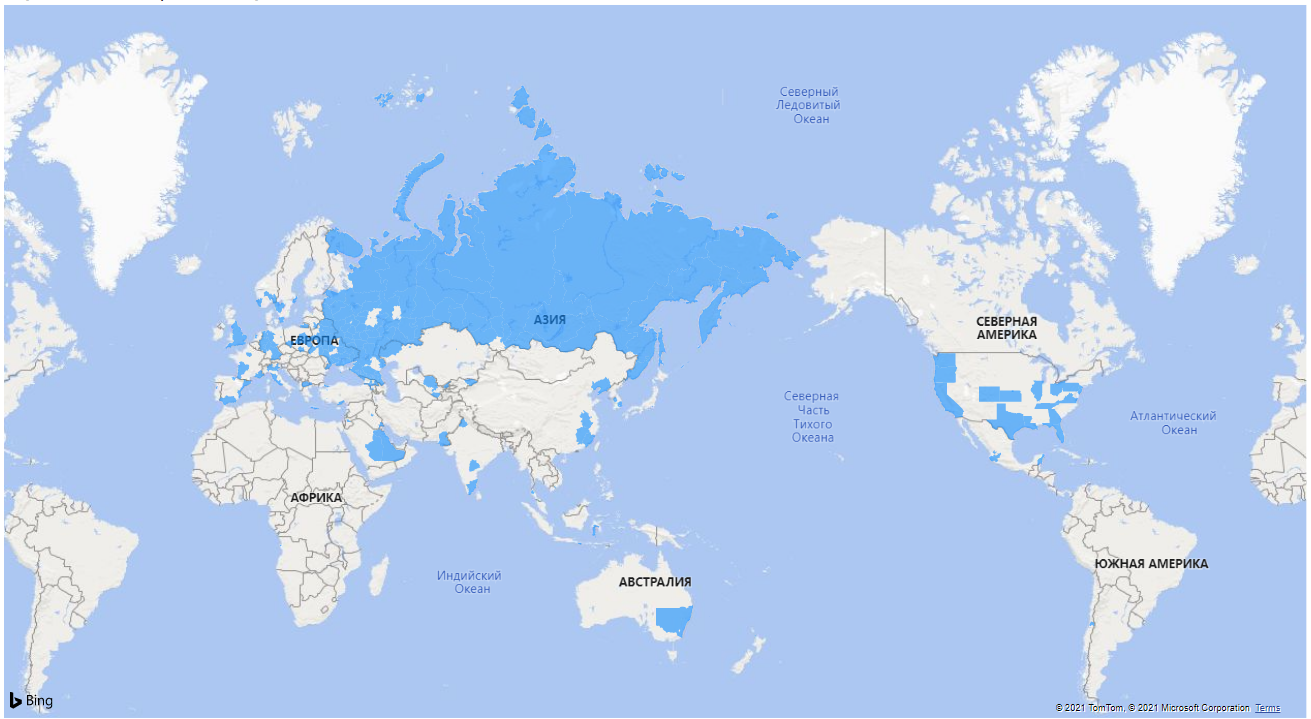 Северный
Ледовитый
Океан
АЗИЯ
ЕВРОПА
СЕВЕРНАЯ
АМЕРИКА
Северная
Часть
Тихого
Океана
Атлантический
Океан
АФРИКА
ЮЖНАЯ АМЕРИКА
Индийский
Океан
АВСТРАЛИЯ
Bing
© 2021 TomTom, © 2021 Microsoft Corporation Terms